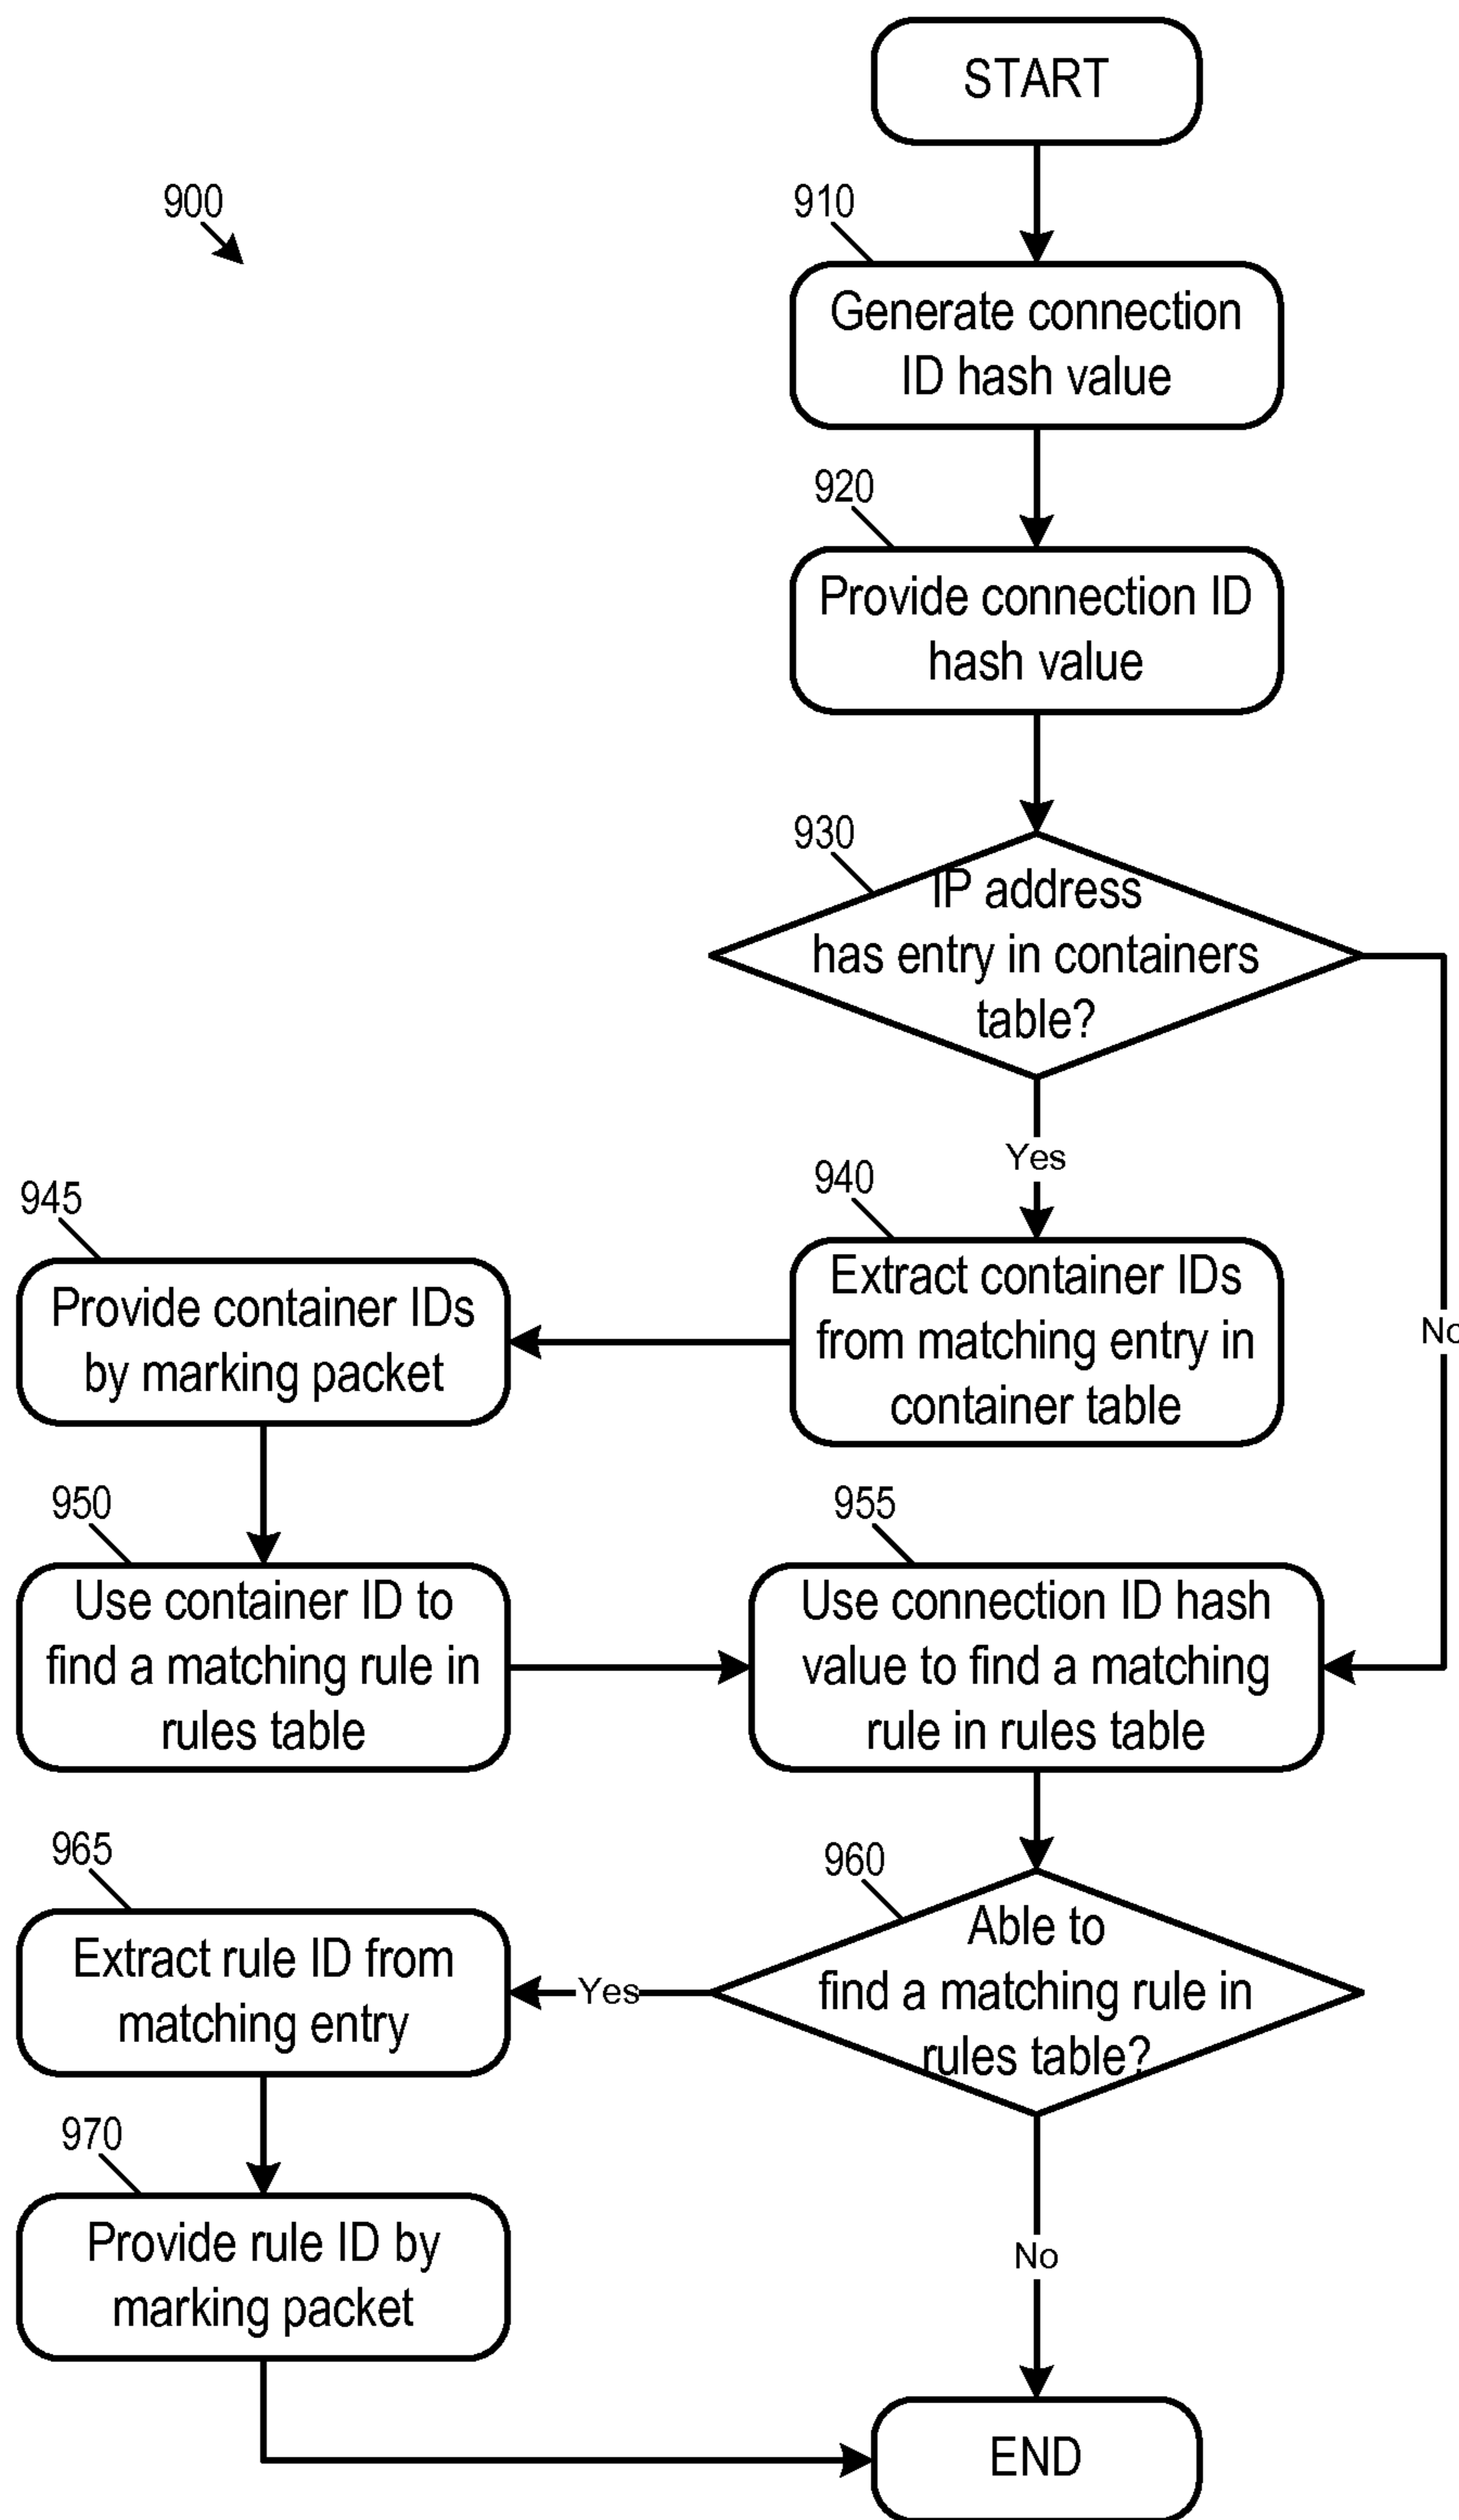 START
900
910
Generate connection
ID hash value
920
Provide connection ID
hash value
930
IP address
has entry in containers
table?
Yes
No
940
Extract container IDs
from matching entry in
container table
945
Provide container IDs
by marking packet
950
Use container ID to
find a matching rule in
rules table
955
Use connection ID hash
value to find a matching
rule in rules table
960
Able to
find a matching rule in
rules table?
Yes
965
Extract rule ID from
matching entry
970
Provide rule ID by
marking packet
No
END